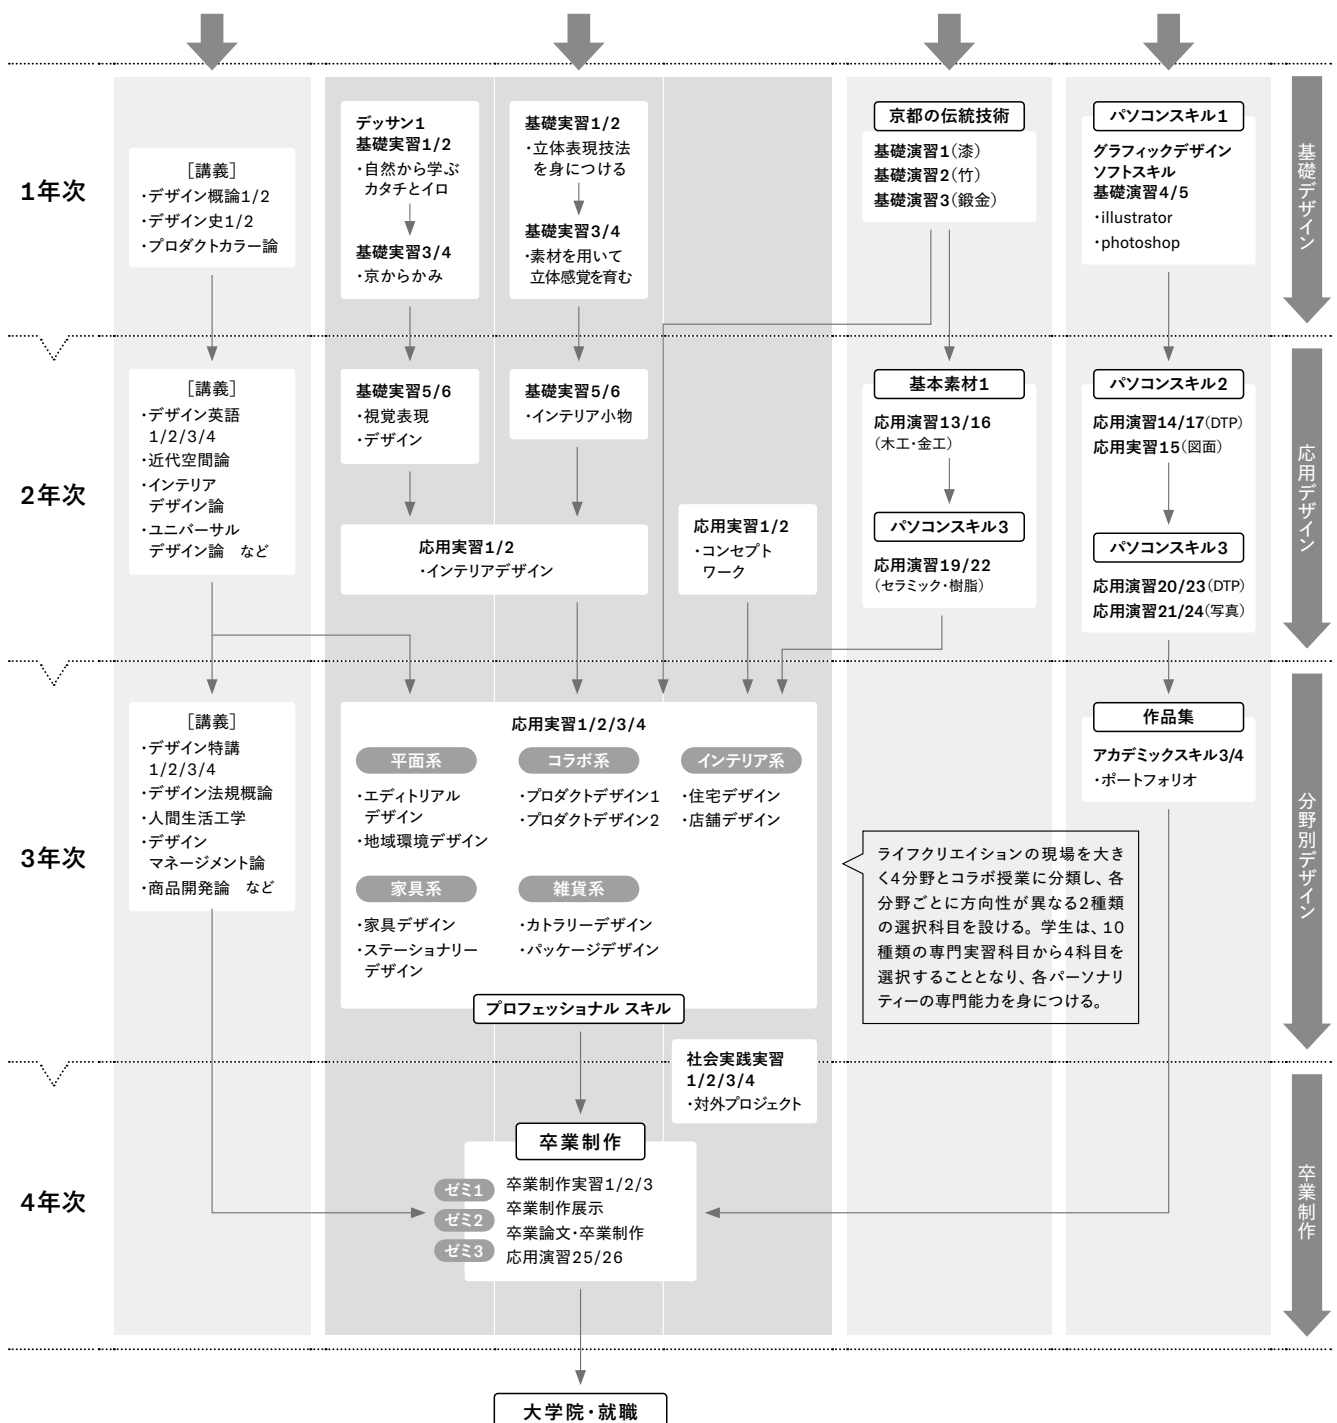 1年次
［講義］
・デザイン概論1/2
・デザイン史1/2
・プロダクトカラー論
デッサン1
基礎実習1/2
・自然から学ぶ
カタチとイロ
基礎実習3/4
・京からかみ
基礎実習1/2
・立体表現技法
を身につける
基礎実習3/4
・素材を用いて
立体感覚を育む
京都の伝統技術
基礎演習1(漆)
基礎演習2(竹)
基礎演習3(鍛金)
パソコンスキル1
グラフィックデザイン
ソフトスキル
基礎演習4/5
・illustrator
・photoshop
基礎デザイン
2年次
［講義］
・デザイン英語
1/2/3/4
・近代空間論
・インテリア
デザイン論
・ユニバーサル
デザイン論　など
基礎実習5/6
・視覚表現
・デザイン
基礎実習5/6
・インテリア小物
応用実習1/2
・インテリアデザイン
応用実習1/2
・コンセプト
ワーク
基本素材1
応用演習13/16
(木工・金工)
パソコンスキル3
応用演習19/22
(セラミック・樹脂)
パソコンスキル2
応用演習14/17(DTP)
応用実習15(図面)
パソコンスキル3
応用演習20/23(DTP)
応用演習21/24(写真)
応用デザイン
3年次
［講義］
・デザイン特講
1/2/3/4
・デザイン法規概論
・人間生活工学
・デザイン
マネージメント論
・商品開発論　など
応用実習1/2/3/4
平面系
・エディトリアル
デザイン
・地域環境デザイン
コラボ系
・プロダクトデザイン1
・プロダクトデザイン2
インテリア系
・住宅デザイン
・店舗デザイン
家具系
・家具デザイン
・ステーショナリー
デザイン
雑貨系
・カトラリーデザイン
・パッケージデザイン
プロフェッショナル スキル
作品集
アカデミックスキル3/4
・ポートフォリオ
ライフクリエイションの現場を大き
く4分野とコラボ授業に分類し、各
分野ごとに方向性が異なる2種類
の選択科目を設ける。学生は、10
種類の専門実習科目から4科目を
選択することとなり、各パーソナリ
ティーの専門能力を身につける。
分野別デザイン
社会実践実習
1/2/3/4
・対外プロジェクト
4年次
卒業制作
ゼミ1
ゼミ2
ゼミ3
卒業制作実習1/2/3
卒業制作展示
卒業論文・卒業制作
応用演習25/26
卒業制作
大学院・就職